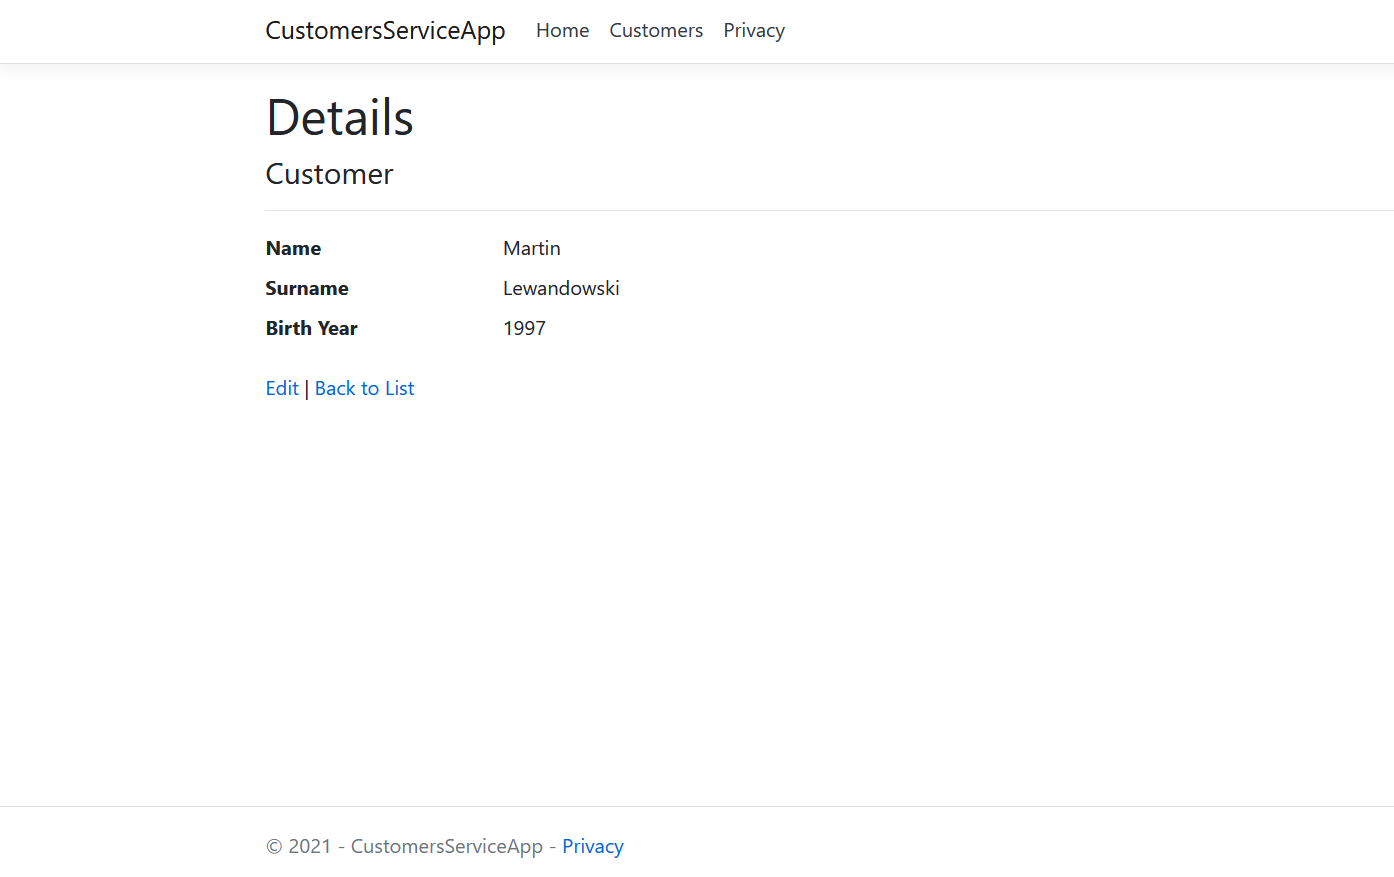 CustomersServiceApp Home Customers Privacy
Details
Customer
Name Martin
Surname Lewandowski
Birth Year 1997
Edit | Back to List
© 2021 - CustomersServiceApp - Privacy